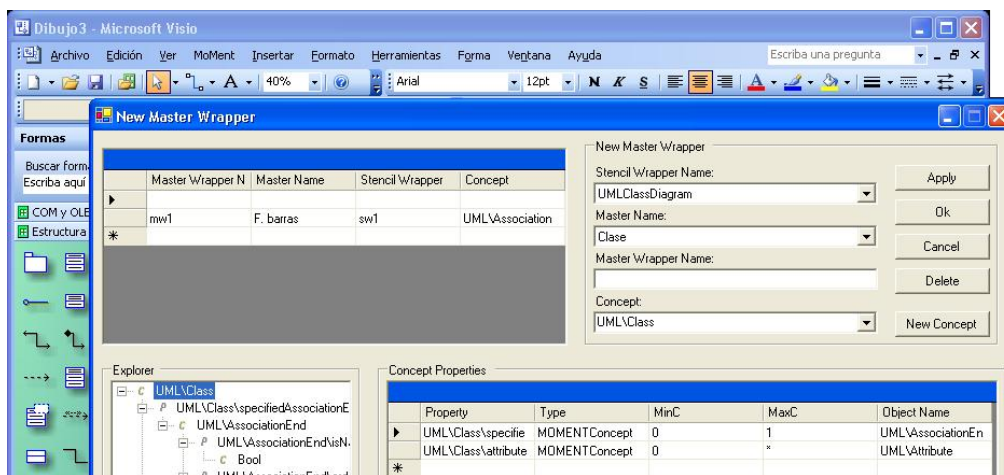 Dibujo3 - Microsoft Visio
Archivo Edición Ver MoMent Insertar Formato Herramientas Forma Ventana Ayuda Escriba una pregunta
40% Arial 12pt N K S
New Master Wrapper
Formas
Buscar form
Escriba aquí
COM y OLE
Estructura
Master Wrapper N Master Name Stencil Wrapper Concept
mw1 F. barras sw1 UML\Association
New Master Wrapper
Stencil Wrapper Name:
UMLClassDiagram
Master Name:
Clase
Master Wrapper Name:
Concept:
UML\Class
Apply
Ok
Cancel
Delete
New Concept
Explorer
C UML\Class
P UML\Class\specifiedAssociationE
C UML\AssociationEnd
P UML\AssociationEnd\isN
C Bool
Concept Properties
Property Type MinC MaxC Object Name
UML\Class\specifie MOMENTConcept 0 1 UML\AssociationEn
UML\Class\attribute MOMENTConcept 0 * UML\Attribute